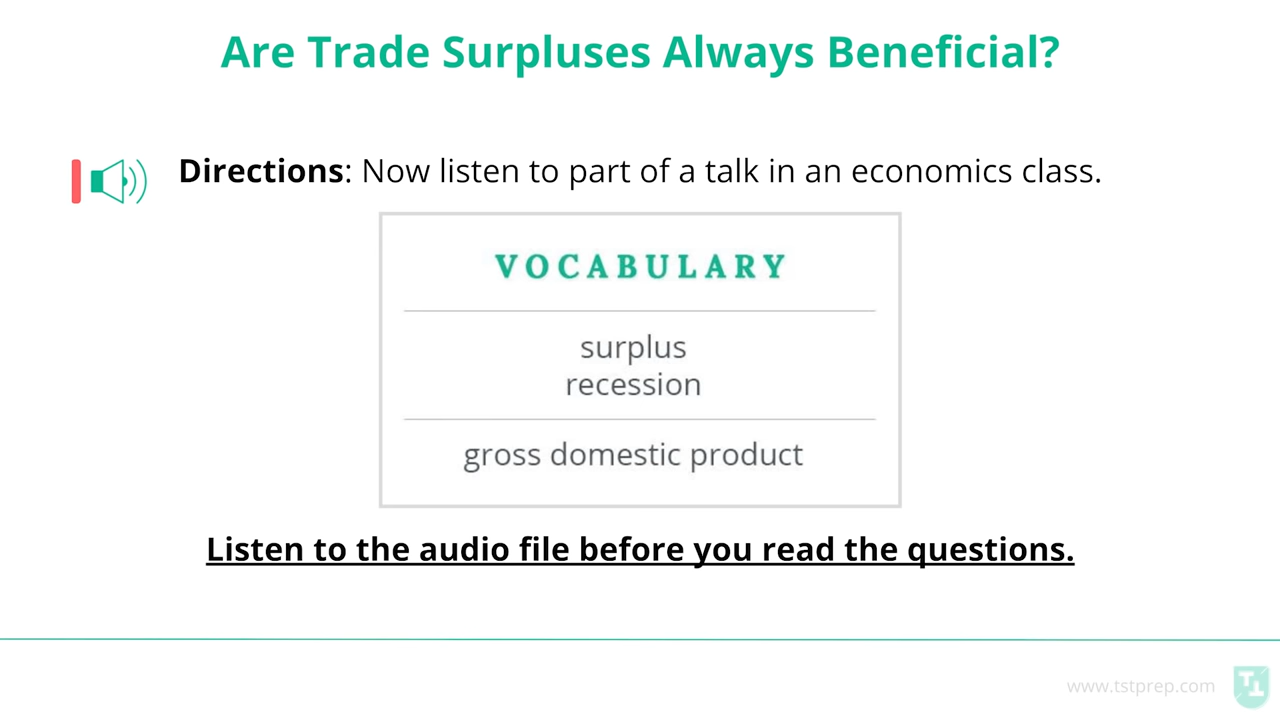 Are Trade Surpluses Always Beneficial?
Directions: Now listen to part of a talk in an economics class.
VOCABULARY
surplus
recession
gross domestic product
Listen to the audio file before you read the questions.
www.tstprep.com